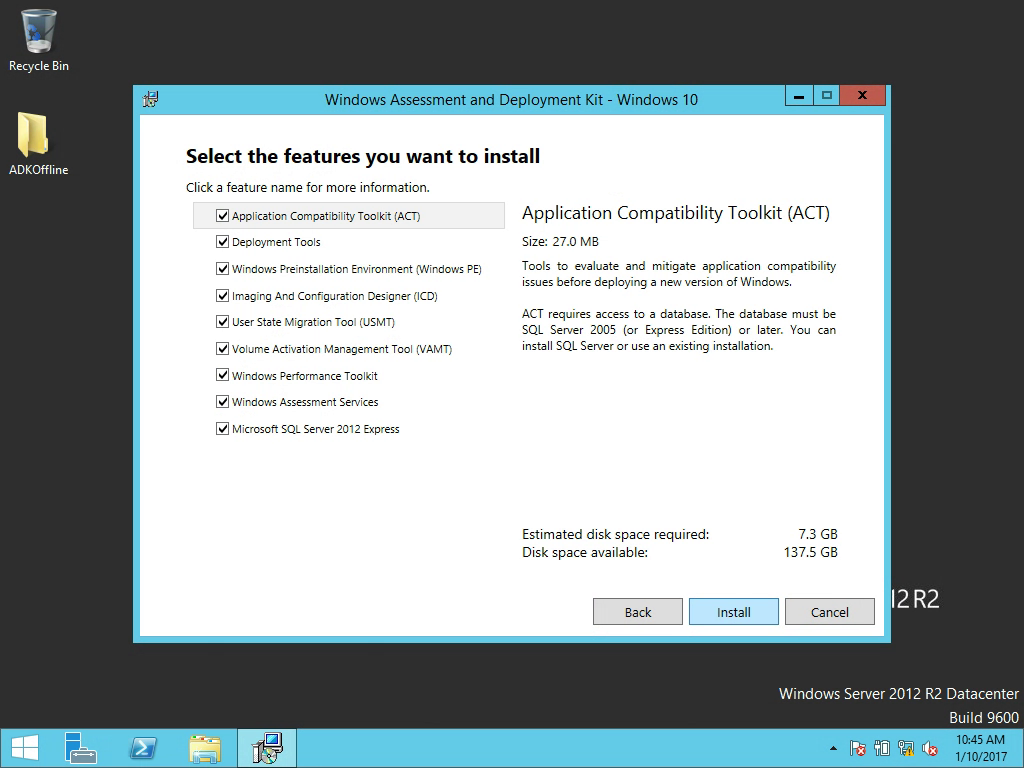 Recycle Bin
ADKOffline
Windows Assessment and Deployment Kit - Windows 10
Select the features you want to install
Click a feature name for more information.
Application Compatibility Toolkit (ACT)
Deployment Tools
Windows Preinstallation Environment (Windows PE)
Imaging And Configuration Designer (ICD)
User State Migration Tool (USMT)
Volume Activation Management Tool (VAMT)
Windows Performance Toolkit
Windows Assessment Services
Microsoft SQL Server 2012 Express
Application Compatibility Toolkit (ACT)
Size: 27.0 MB
Tools to evaluate and mitigate application compatibility
issues before deploying a new version of Windows.
ACT requires access to a database. The database must be
SQL Server 2005 (or Express Edition) or later. You can
install SQL Server or use an existing installation.
Estimated disk space required: 7.3 GB
Disk space available: 137.5 GB
Back Install Cancel
12 R2
Windows Server 2012 R2 Datacenter
Build 9600
10:45 AM
1/10/2017